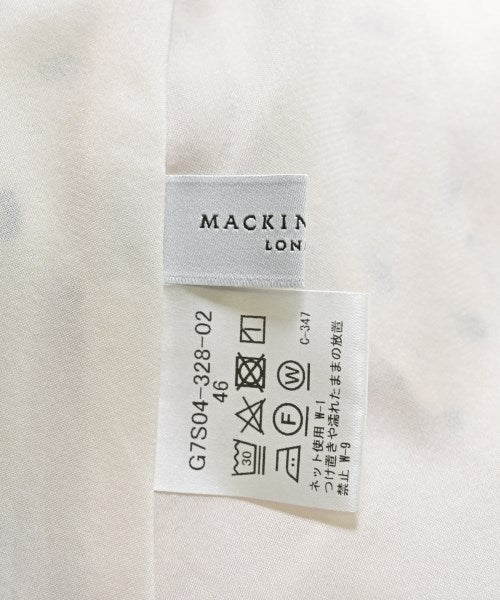 MACKIN
LON
G7S04-328-02
46
30
F
W
C-347
ネット使用 W-1
つけ置きや濡れたままの放置
禁止 W-9